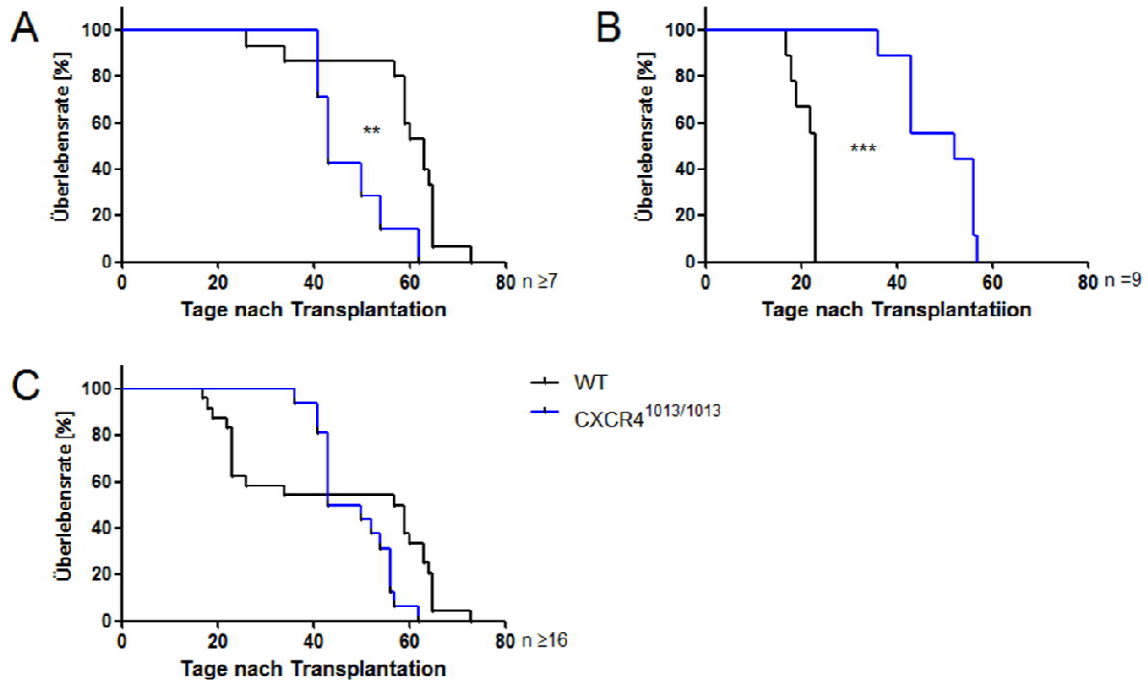 A
Überlebensrate [%]
100
80
60
40
20
0
**
0 20 40 60 80 n ≥7
Tage nach Transplantation
B
Überlebensrate [%]
100
80
60
40
20
0
***
0 20 40 60 80 n =9
Tage nach Transplantatiion
C
Überlebensrate [%]
100
80
60
40
20
0
0 20 40 60 80 n ≥16
Tage nach Transplantation
WT
CXCR4 1013/1013